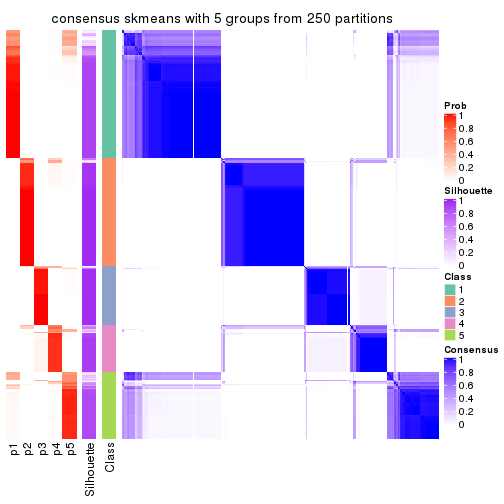 consensus skmeans with 5 groups from 250 partitions
Prob
1
0.8
0.6
0.4
0.2
0
Silhouette
1
0.8
0.6
0.4
0.2
0
Class
1
2
3
4
5
Consensus
1
0.8
0.6
0.4
0.2
0
p1
p2
p3
p4
p5
Silhouette
Class